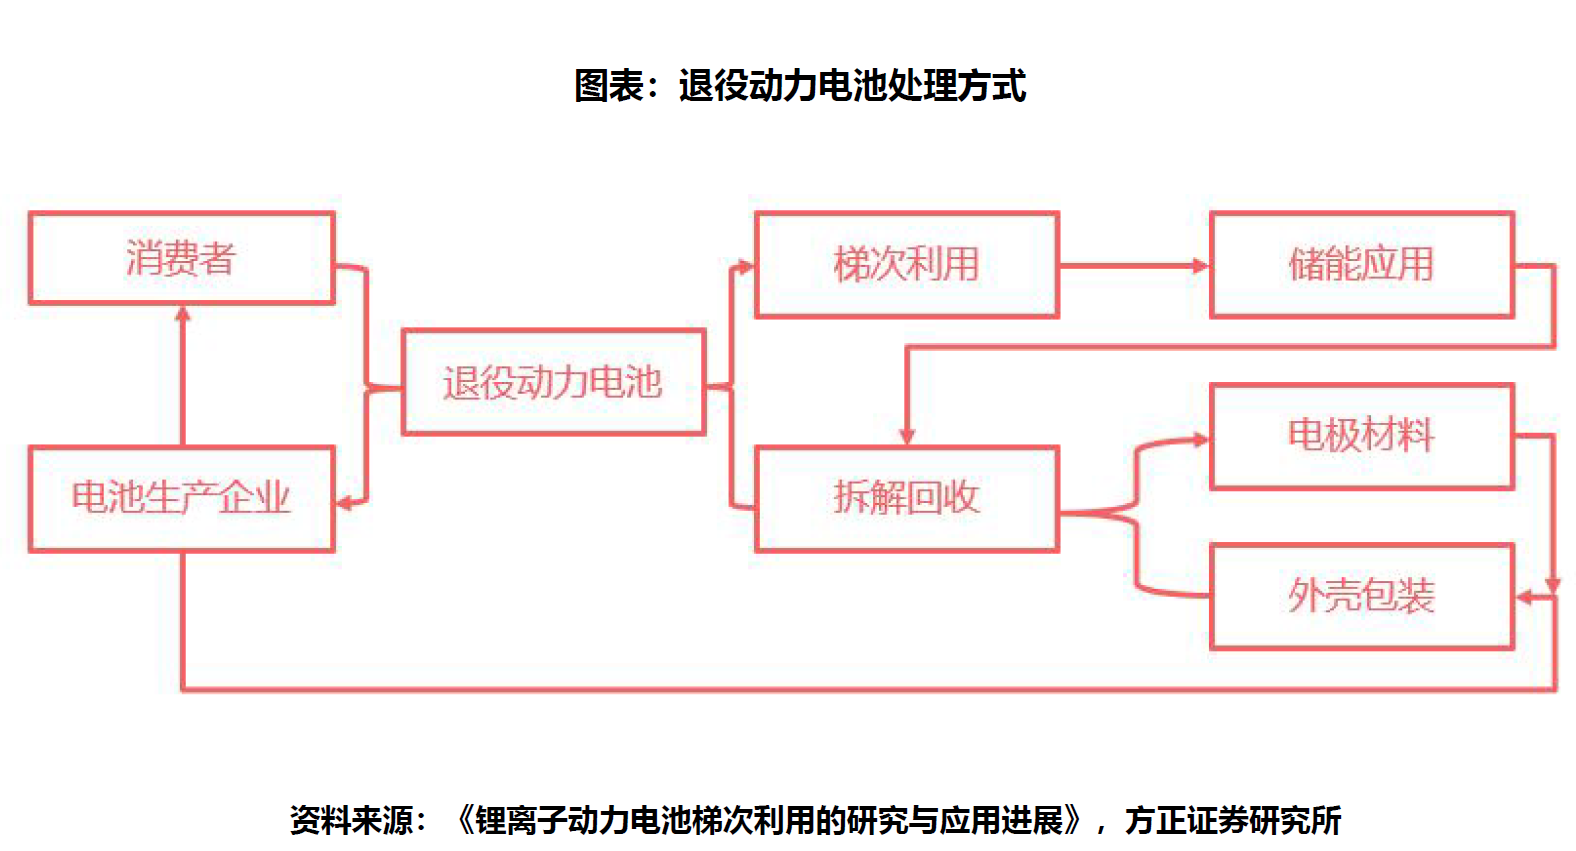 图表：退役动力电池处理方式
消费者
梯次利用
储能应用
退役动力电池
电极材料
电池生产企业
拆解回收
外壳包装
资料来源：《锂离子动力电池梯次利用的研究与应用进展》，方正证券研究所